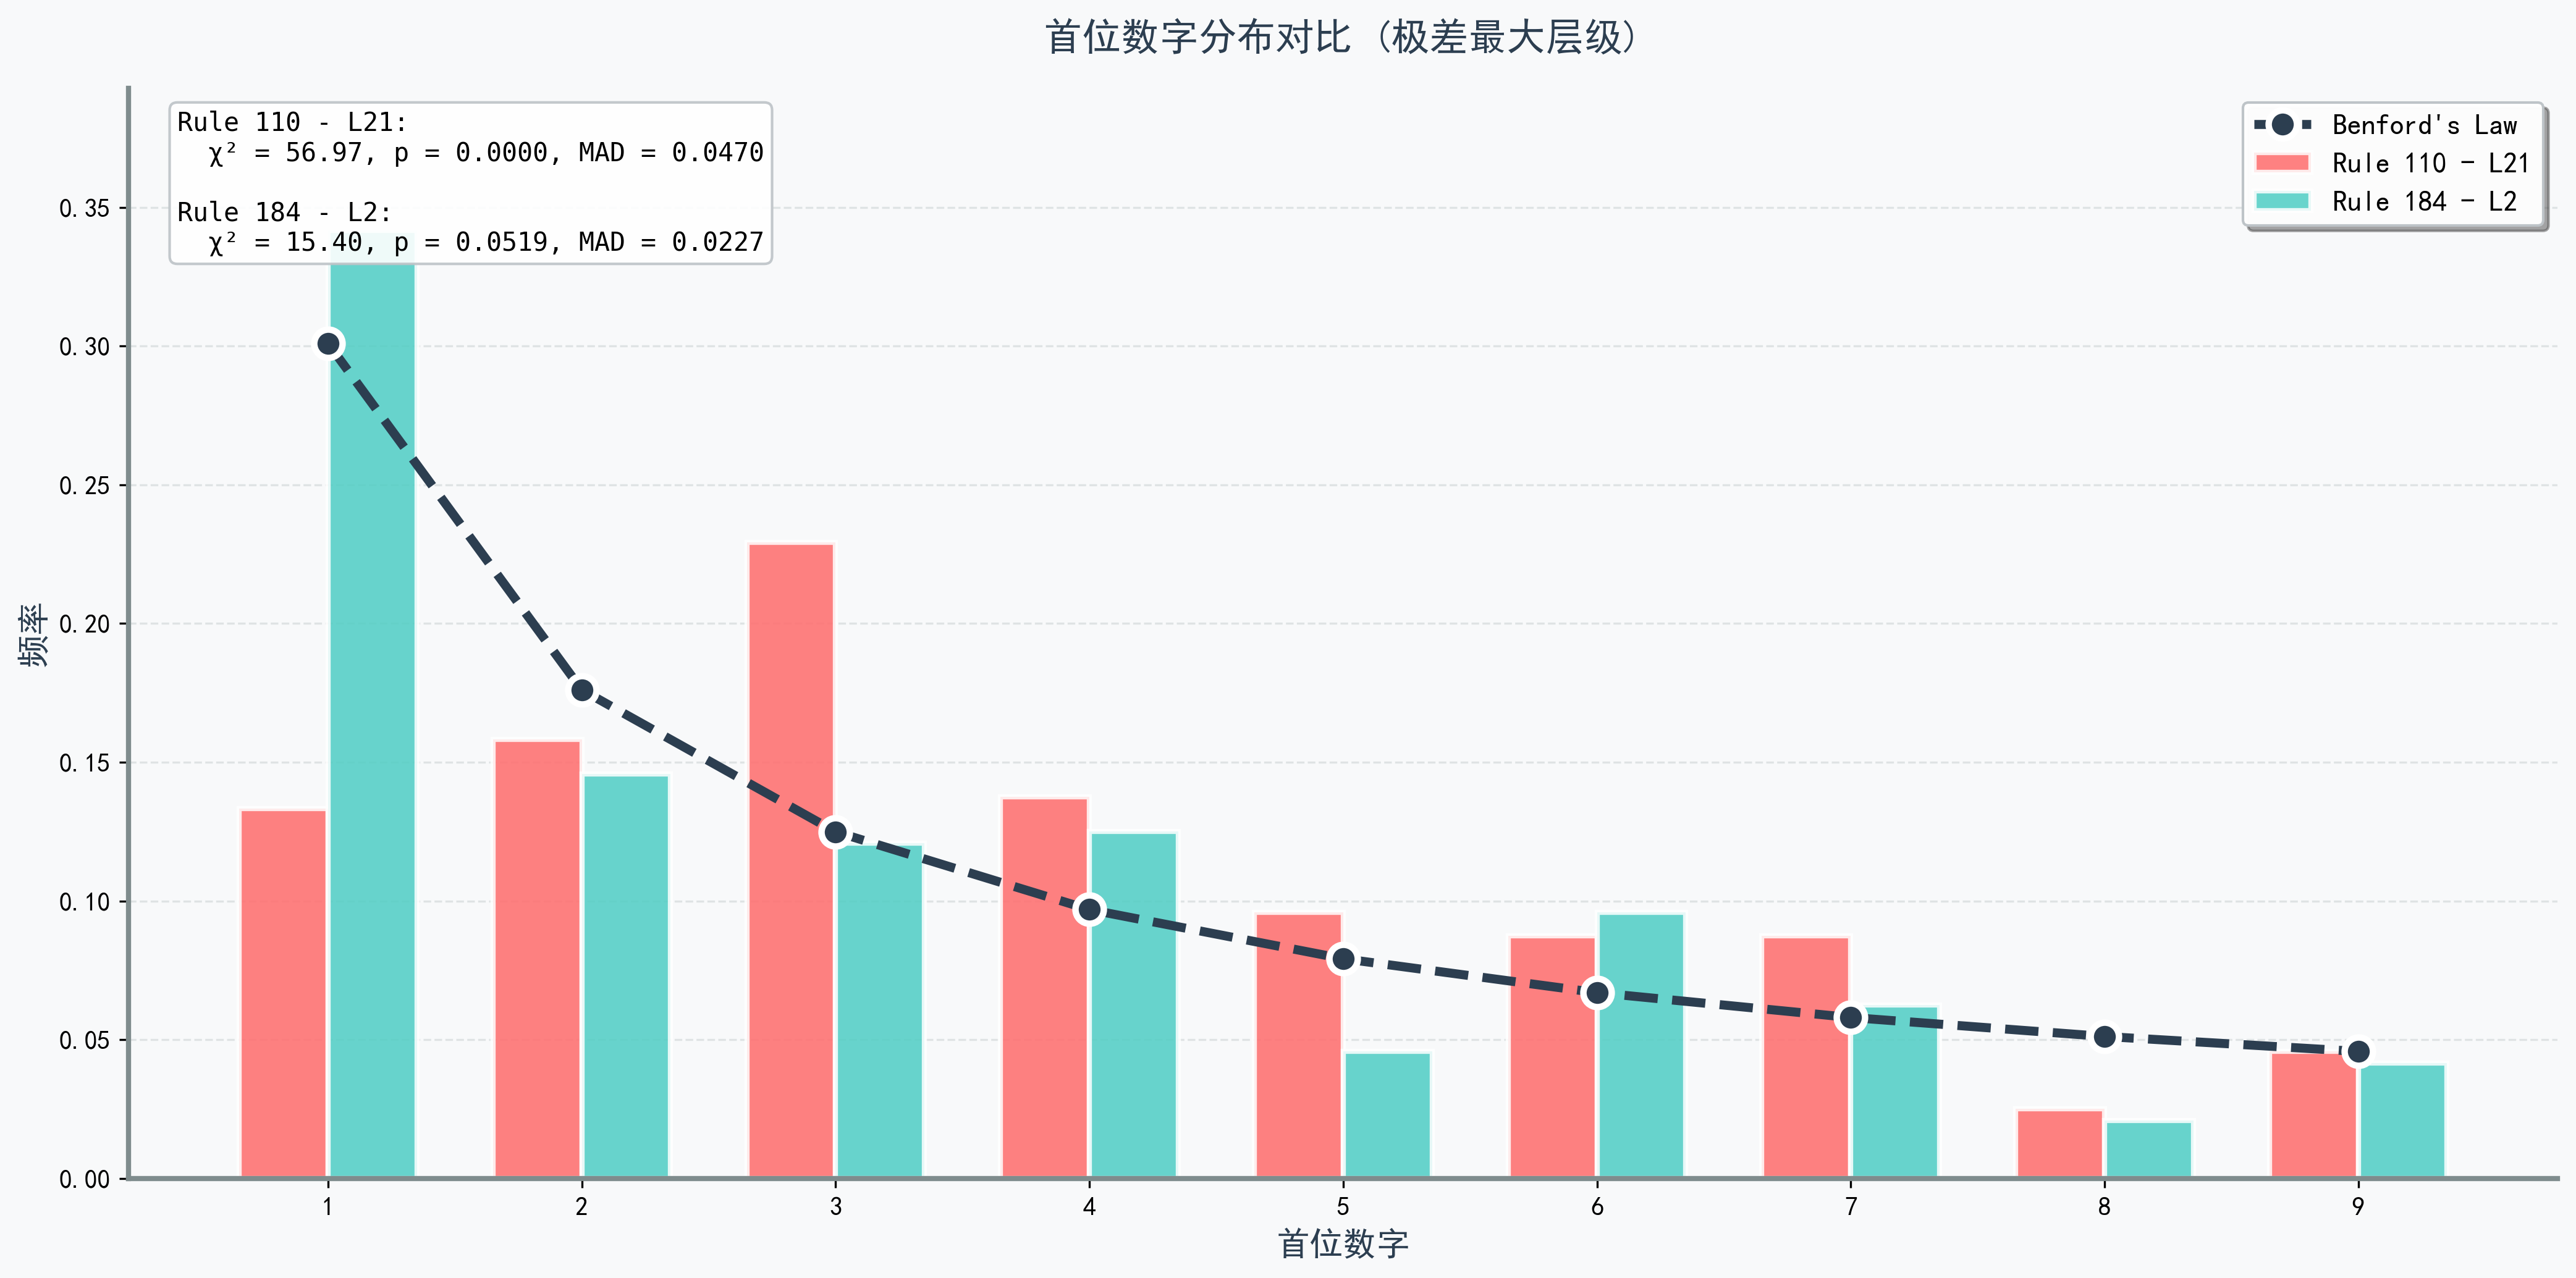 首位数字分布对比 (极差最大层级)
Rule 110 - L21:
χ² = 56.97, p = 0.0000, MAD = 0.0470
Rule 184 - L2:
χ² = 15.40, p = 0.0519, MAD = 0.0227
Benford's Law
Rule 110 - L21
Rule 184 - L2
频率
0.35
0.30
0.25
0.20
0.15
0.10
0.05
0.00
1 2 3 4 5 6 7 8 9
首位数字